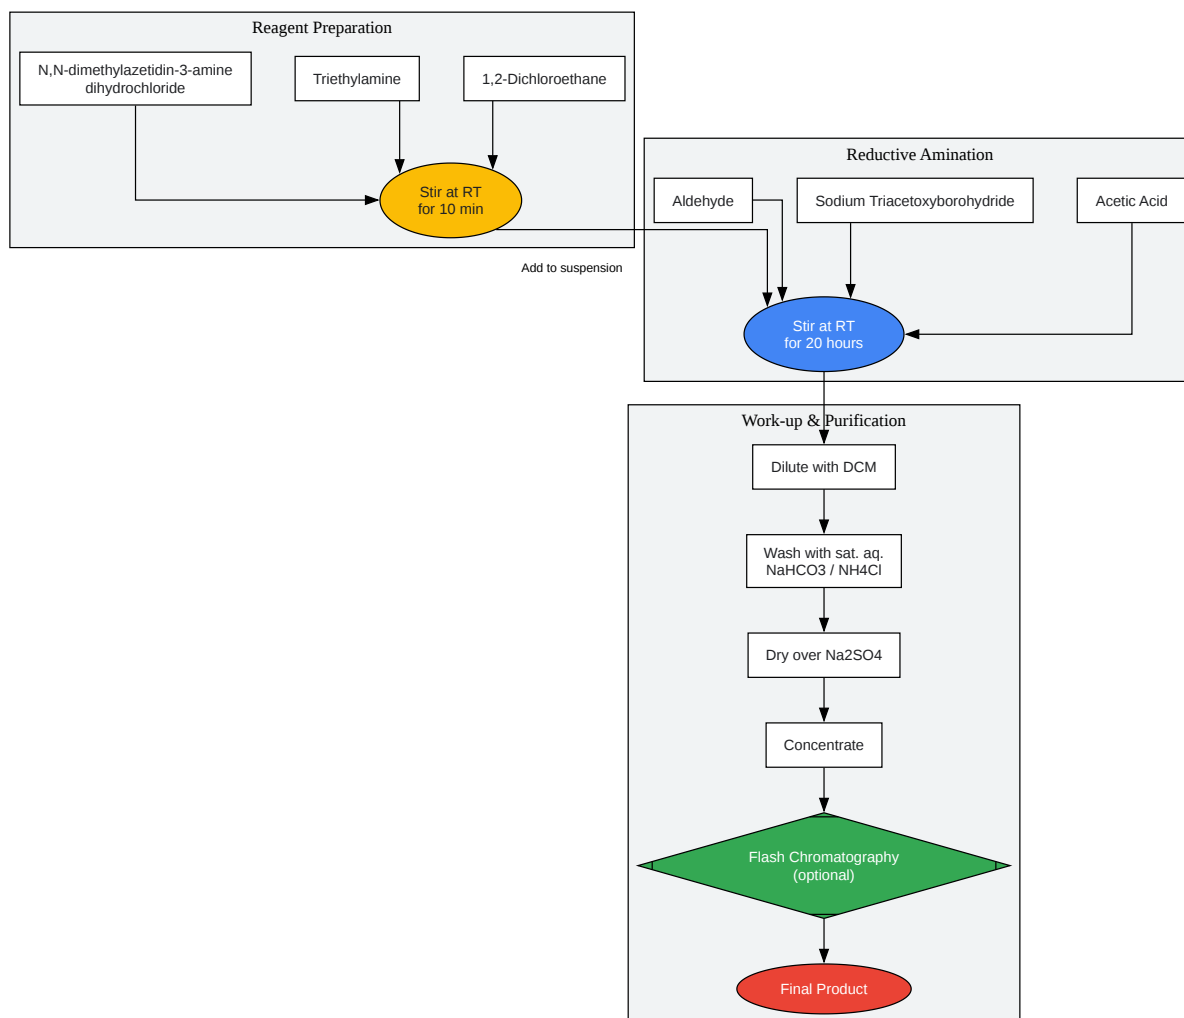 Reagent Preparation
N,N-dimethylazetidin-3-amine
dihydrochloride
Triethylamine
1,2-Dichloroethane
Stir at RT
for 10 min
Add to suspension
Reductive Amination
Aldehyde
Sodium Triacetoxyborohydride
Acetic Acid
Stir at RT
for 20 hours
Work-up & Purification
Dilute with DCM
Wash with sat. aq.
NaHCO3 / NH4Cl
Dry over Na2SO4
Concentrate
Flash Chromatography
(optional)
Final Product